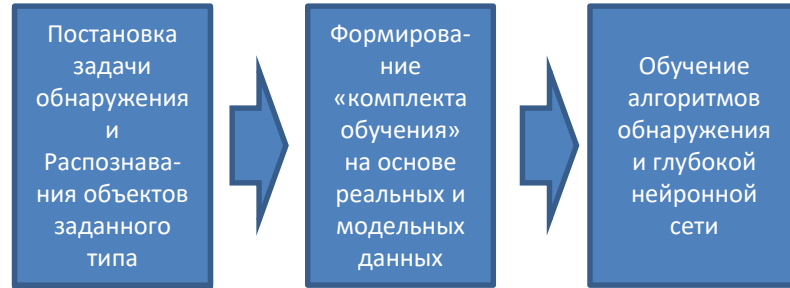 Постановка
задачи
обнаружения
и
Распознава-
ния объектов
заданного
типа
Формирова-
ние
«комплекта
обучения»
на основе
реальных и
модельных
данных
Обучение
алгоритмов
обнаружения
и глубокой
нейронной
сети